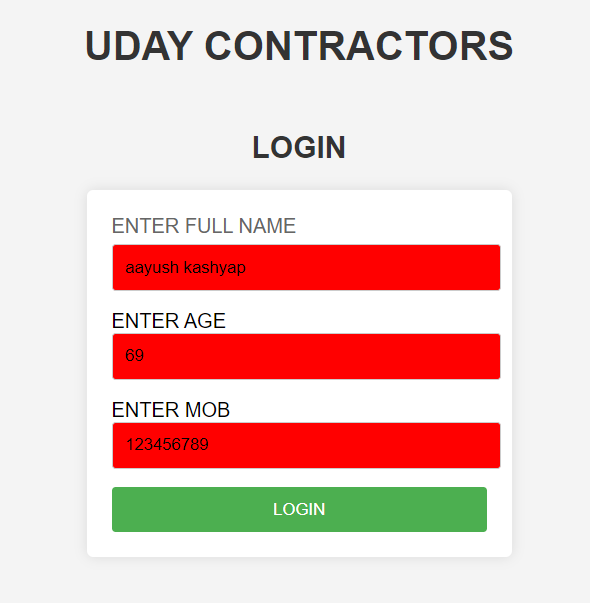 UDAY CONTRACTORS
LOGIN
ENTER FULL NAME
aayush kashyap
ENTER AGE
69
ENTER MOB
123456789
LOGIN